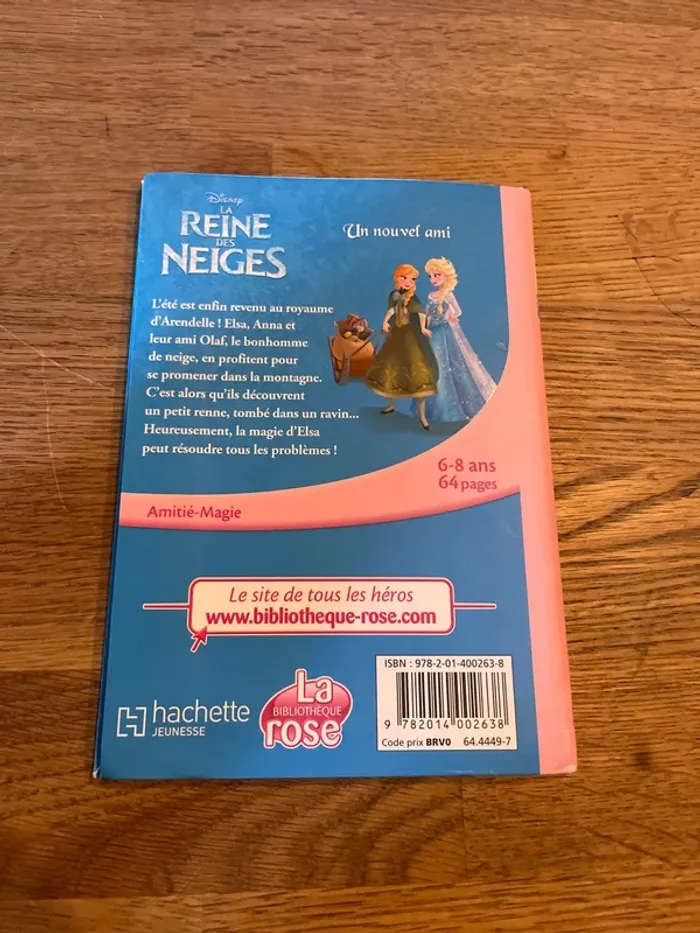 Disney
LA
REINE
DES
NEIGES
Un nouvel ami
L'été est enfin revenu au royaume
d'Arendelle ! Elsa, Anna et
leur ami Olaf, le bonhomme
de neige, en profitent pour
se promener dans la montagne.
C'est alors qu'ils découvrent
un petit renne, tombé dans un ravin...
Heureusement, la magie d'Elsa
peut résoudre tous les problèmes !
6-8 ans
64 pages
Amitié-Magie
Le site de tous les héros
www.bibliotheque-rose.com
hachette
JEUNESSE
La
BIBLIOTHÈQUE
rose
ISBN : 978-2-01-400263-8
9 782014 002638
Code prix BRV0 64.4449-7